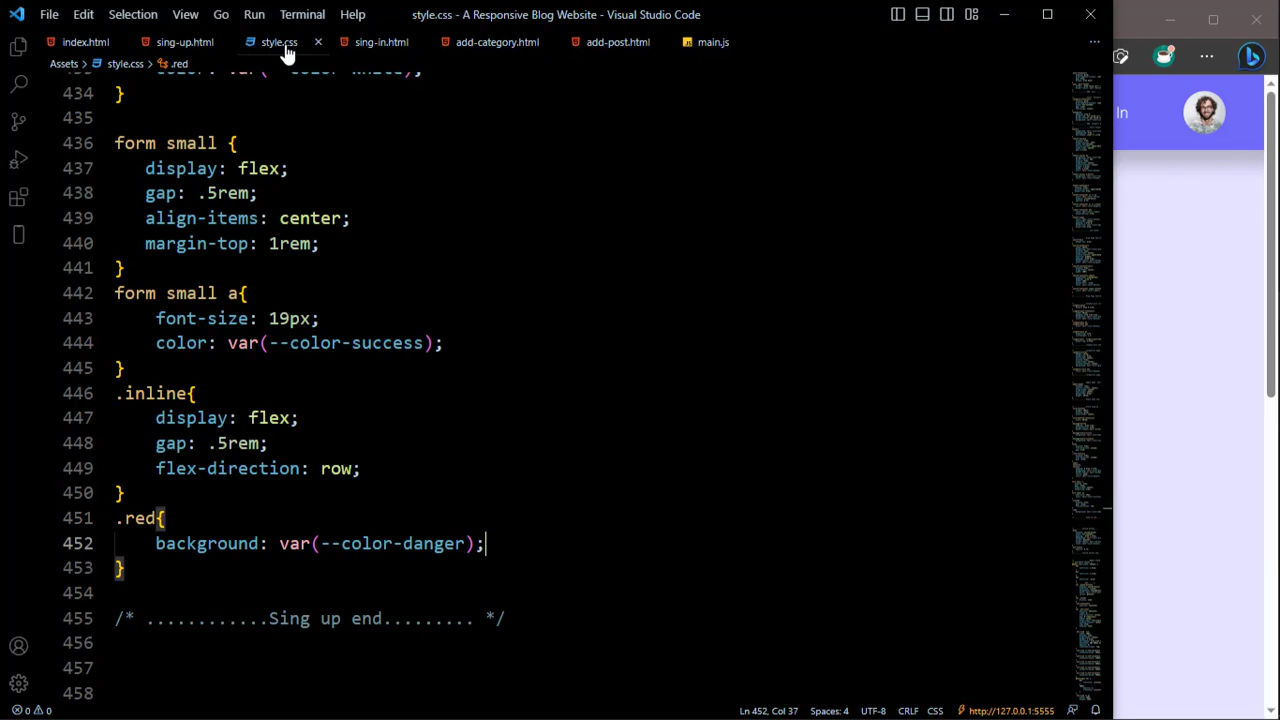 File Edit Selection View Go Run Terminal Help style.css - A Responsive Blog Website - Visual Studio Code
index.html sing-up.html style.css sing-in.html add-category.html add-post.html main.js
Assets > style.css > .red
434 }
435
436 form small {
437 display: flex;
438 gap: .5rem;
439 align-items: center;
440 margin-top: 1rem;
441 }
442 form small a{
443 font-size: 19px;
444 color: var(--color-success);
445 }
446 .inline{
447 display: flex;
448 gap: .5rem;
449 flex-direction: row;
450 }
451 .red{
452 background: var(--color-danger);
453 }
454
455 /* ............Sing up end......... */
456
457
458
In
0 0 Ln 452, Col 37 Spaces: 4 UTF-8 CRLF CSS http://127.0.0.1:5555